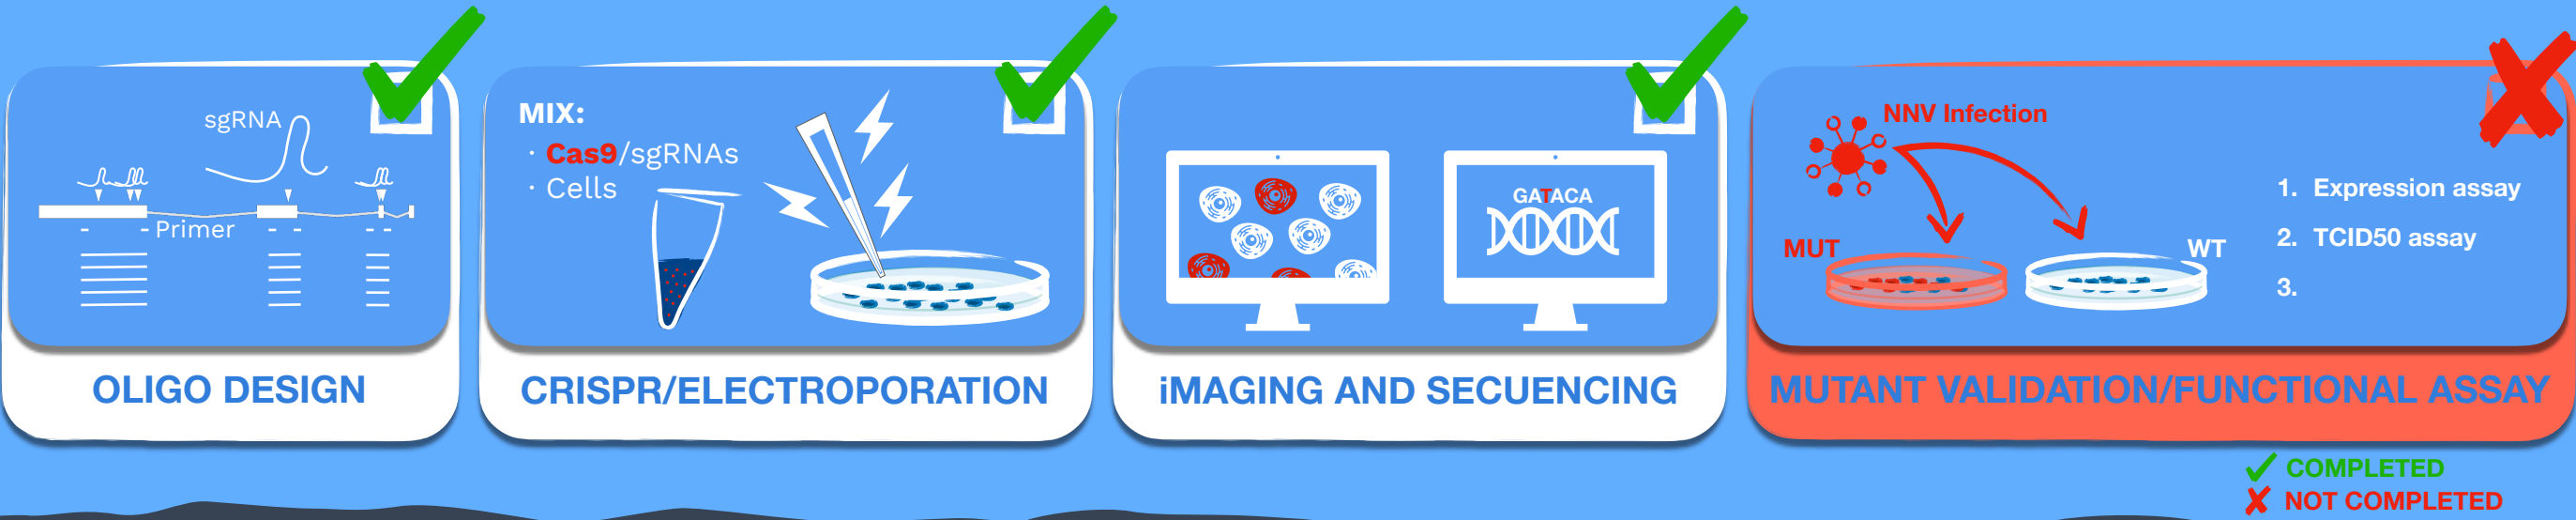 sgRNA
Primer
OLIGO DESIGN
MIX:
· Cas9/sgRNAs
· Cells
CRISPR/ELECTROPORATION
GATACA
iMAGING AND SECUENCING
NNV Infection
MUT
WT
1. Expression assay
2. TCID50 assay
3.
MUTANT VALIDATION/FUNCTIONAL ASSAY
COMPLETED
NOT COMPLETED